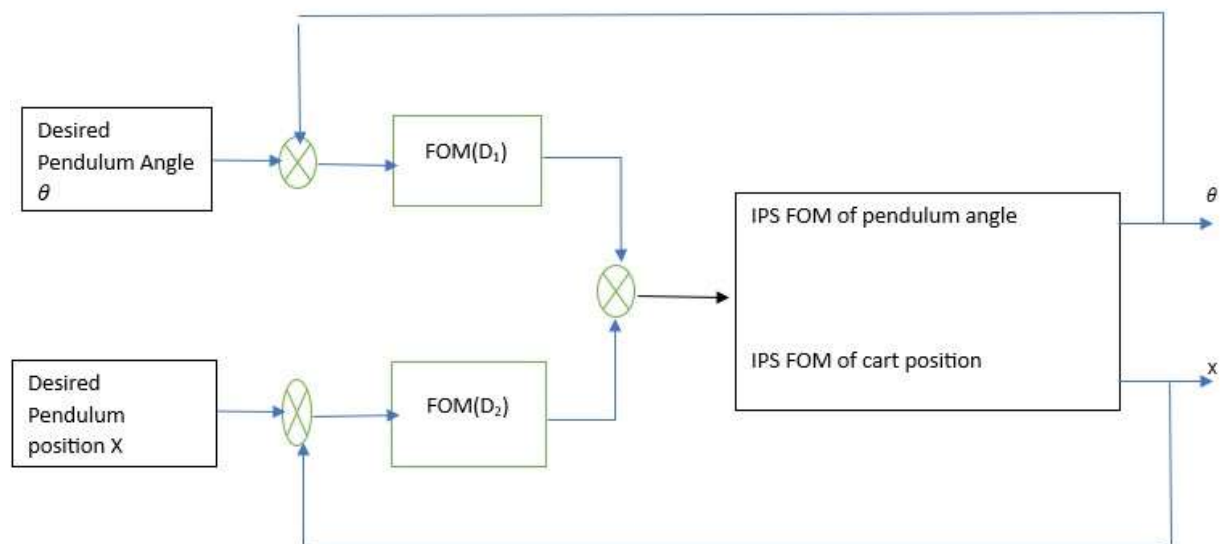 Desired
Pendulum Angle
θ
FOM(D₁)
IPS FOM of pendulum angle
θ
IPS FOM of cart position
x
Desired
Pendulum
position X
FOM(D₂)